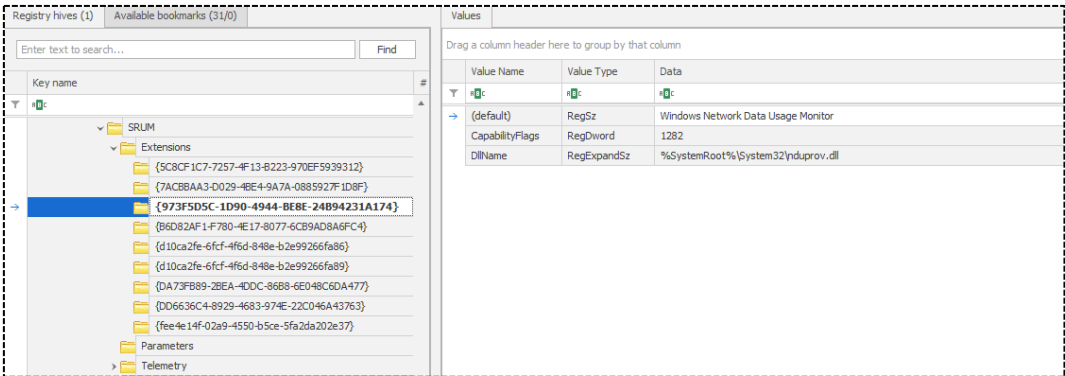 Registry hives (1) Available bookmarks (31/0)
Enter text to search... Find
Key name #
SRUM
Extensions
{5C8CF1C7-7257-4F13-B223-970EF5939312}
{7ACBBAA3-D029-4BE4-9A7A-0885927F1D8F}
{973F5D5C-1D90-4944-BE8E-24B94231A174}
{B6D82AF1-F780-4E17-8077-6CB9AD8A6FC4}
{d10ca2fe-6fcf-4f6d-848e-b2e99266fa86}
{d10ca2fe-6fcf-4f6d-848e-b2e99266fa89}
{DA73FB89-2BEA-4DDC-86B8-6E048C6DA477}
{DD6636C4-8929-4683-974E-22C046A43763}
{fee4e14f-02a9-4550-b5ce-5fa2da202e37}
Parameters
Telemetry
Values
Drag a column header here to group by that column
Value Name Value Type Data
(default) RegSz Windows Network Data Usage Monitor
CapabilityFlags RegDword 1282
DllName RegExpandSz %SystemRoot%\System32\nduprov.dll